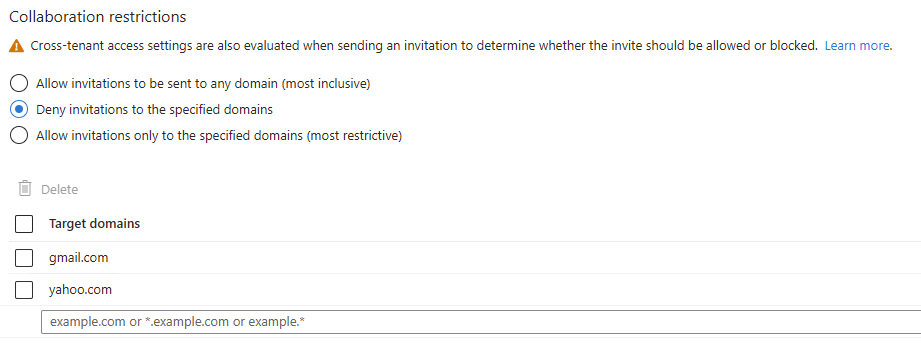 Collaboration restrictions
Cross-tenant access settings are also evaluated when sending an invitation to determine whether the invite should be allowed or blocked. Learn more.
Allow invitations to be sent to any domain (most inclusive)
Deny invitations to the specified domains
Allow invitations only to the specified domains (most restrictive)
Delete
Target domains
gmail.com
yahoo.com
example.com or *.example.com or example.*